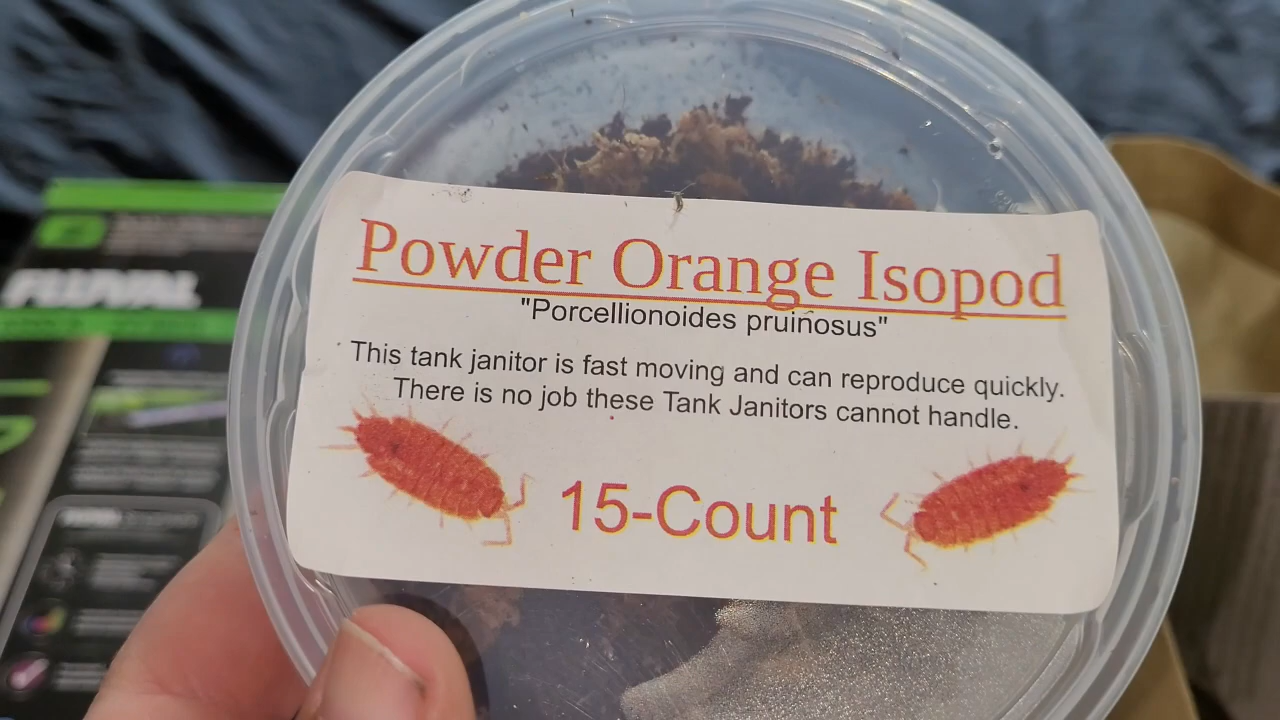 Powder Orange Isopod
"Porcellionoides pruinosus"
This tank janitor is fast moving and can reproduce quickly.
There is no job these Tank Janitors cannot handle.
15-Count
FLUVAL